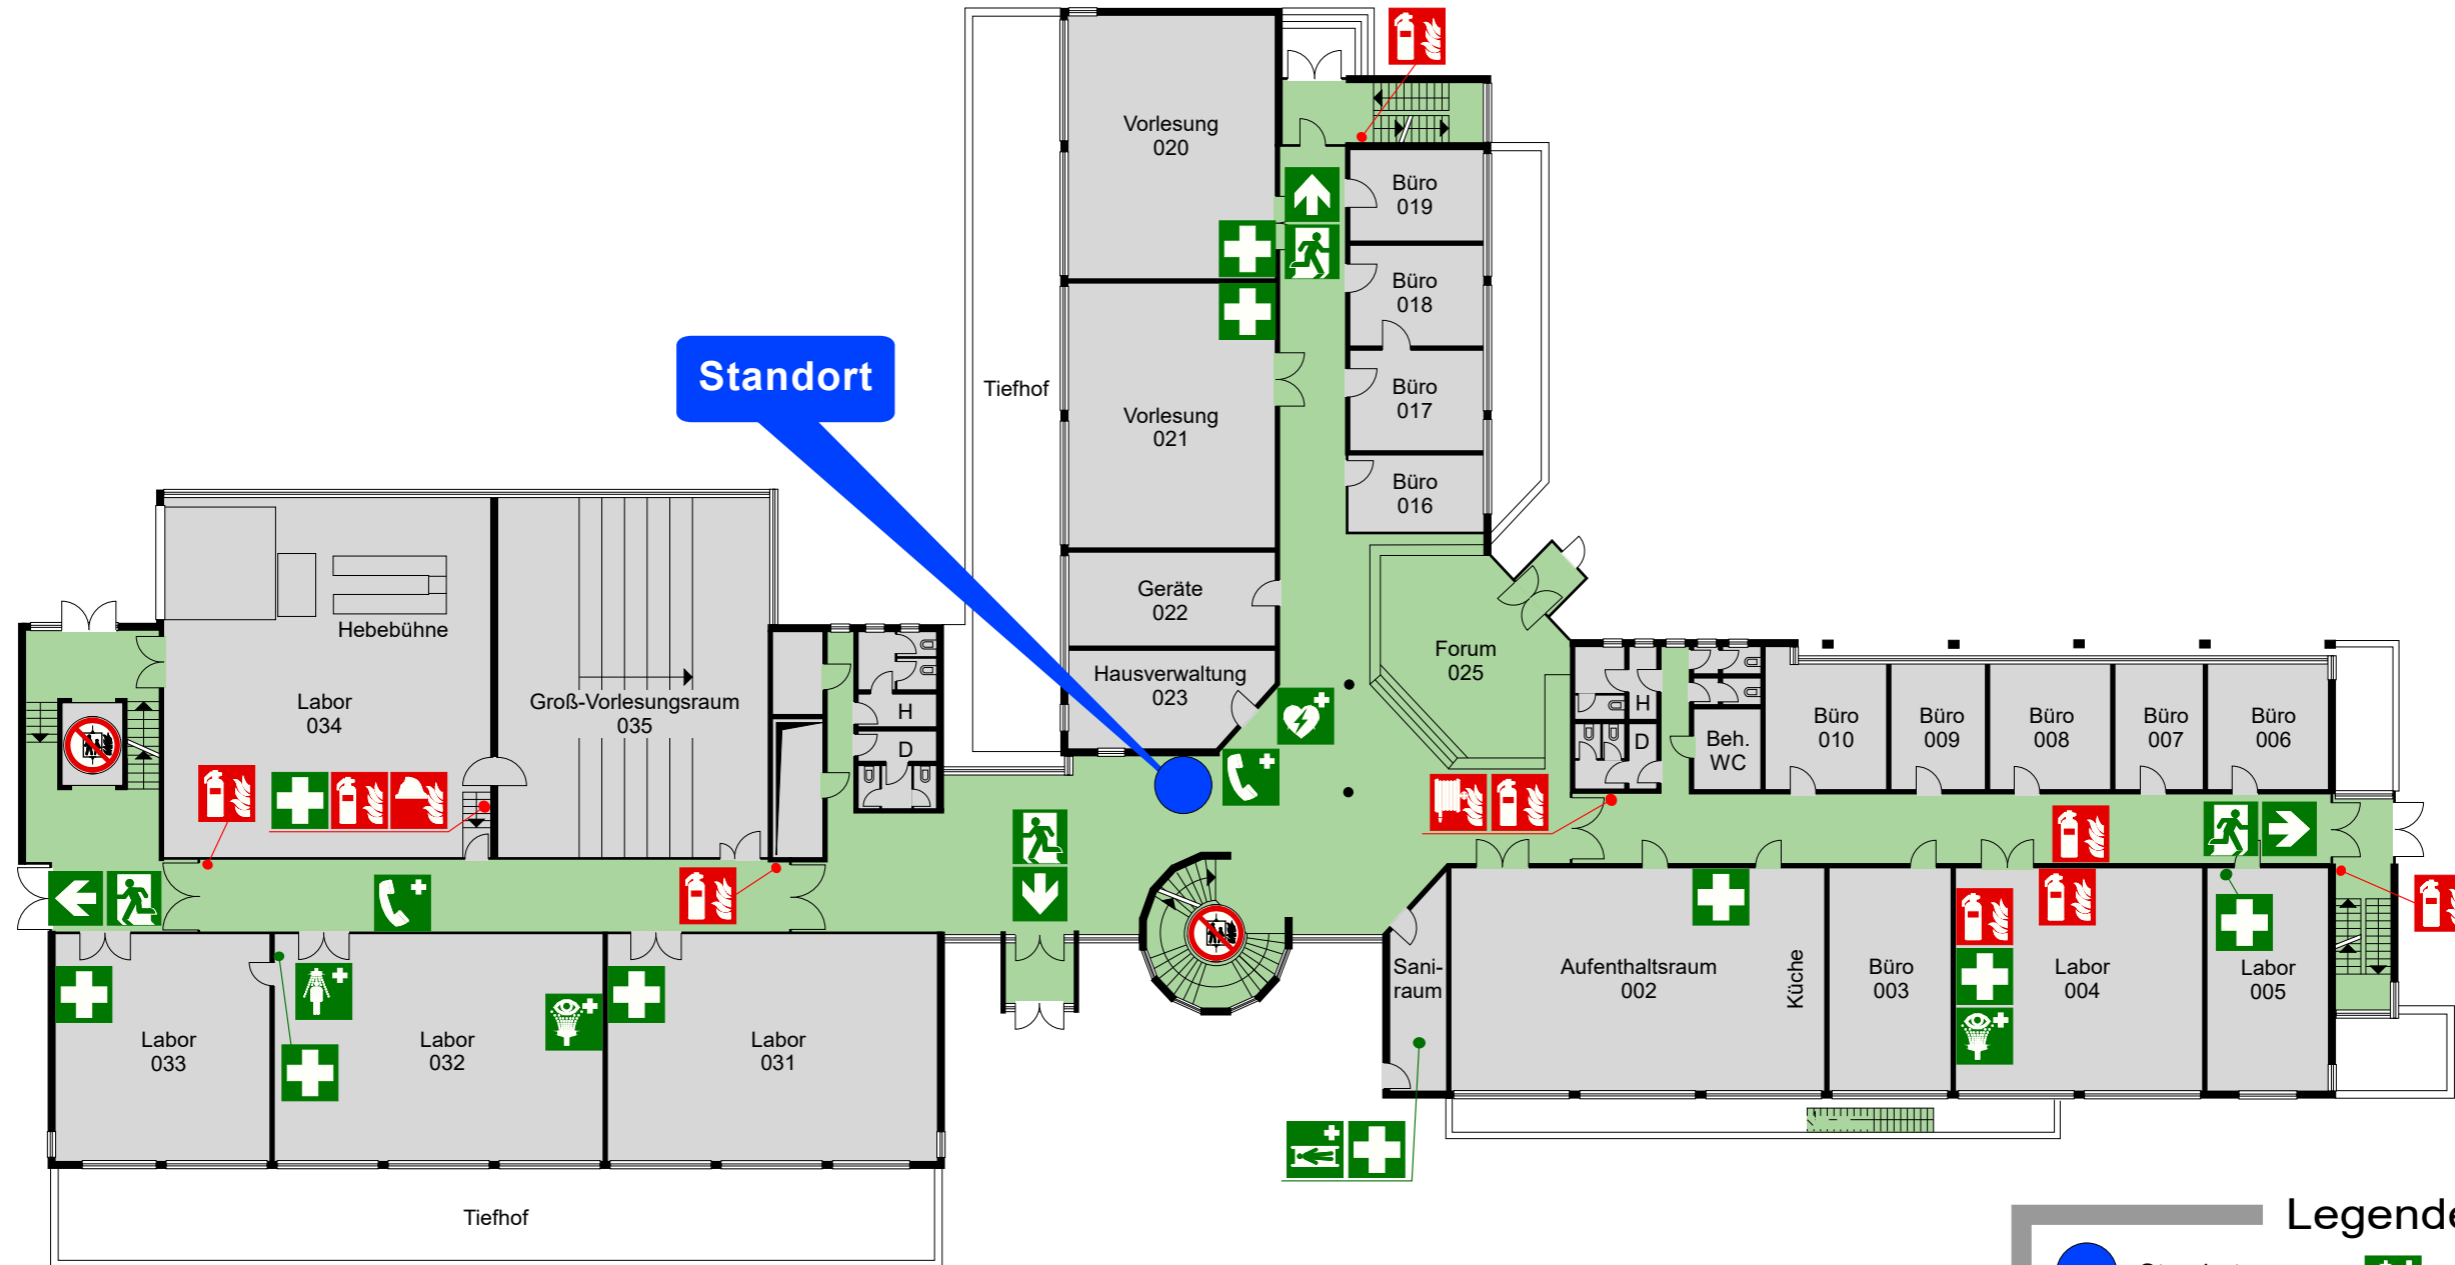 Vorlesung
020
Büro
019
Büro
018
Standort
Tiefhof
Vorlesung
021
Büro
017
Büro
016
Geräte
022
Hebebühne
Forum
025
Hausverwaltung
023
Labor
034
Groß-Vorlesungsraum
035
H
D
H
D
Beh.
WC
Büro
010
Büro
009
Büro
008
Büro
007
Büro
006
Sani-
raum
Aufenthaltsraum
002
Küche
Büro
003
Labor
004
Labor
005
Labor
033
Labor
032
Labor
031
Tiefhof
Legende